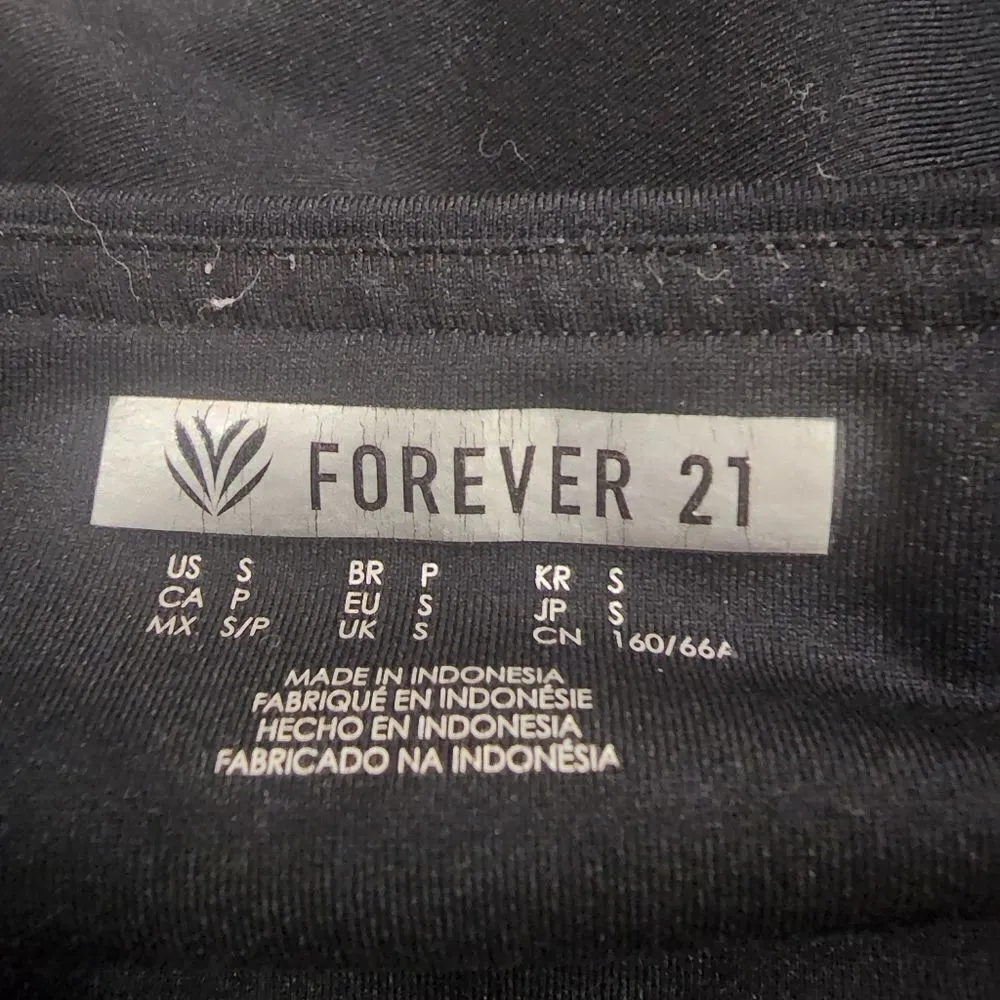 FOREVER 21
US S BR P KR S
CA P EU S JP S
MX S/P UK S CN 160/66A
MADE IN INDONESIA
FABRIQUÉ EN INDONÉSIE
HECHO EN INDONESIA
FABRICADO NA INDONÉSIA